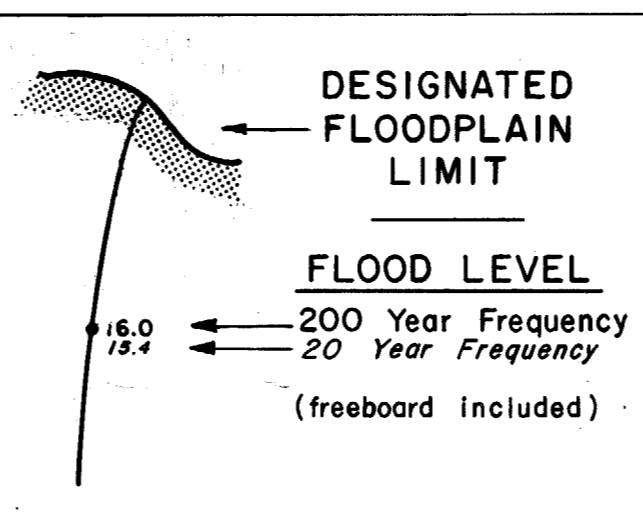 DESIGNATED
FLOODPLAIN
LIMIT
FLOOD LEVEL
16.0 200 Year Frequency
15.4 20 Year Frequency
(freeboard included)